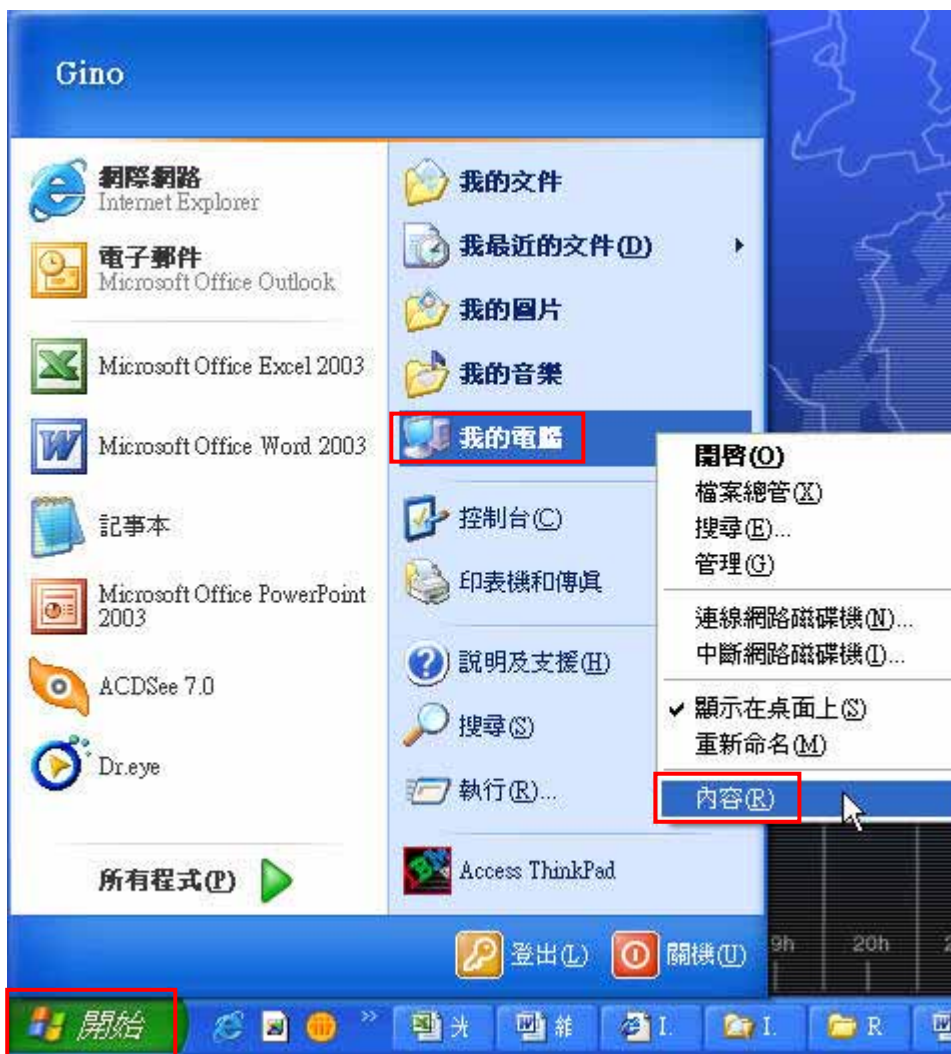 Gino
網際網路
Internet Explorer
電子郵件
Microsoft Office Outlook
Microsoft Office Excel 2003
Microsoft Office Word 2003
記事本
Microsoft Office PowerPoint
2003
ACDSee 7.0
Dr.eye
所有程式(P)
我的文件
我最近的文件(D)
我的圖片
我的音樂
我的電腦
控制台(C)
印表機和傳真
說明及支援(H)
搜尋(S)
執行(R)...
Access ThinkPad
開啓(O)
檔案總管(X)
搜尋(E)...
管理(G)
連線網路磁碟機(N)...
中斷網路磁碟機(I)...
顯示在桌面上(S)
重新命名(M)
內容(R)
9h 20h 2
登出(L) 關機(U)
開始 » 光 維 I. I. R